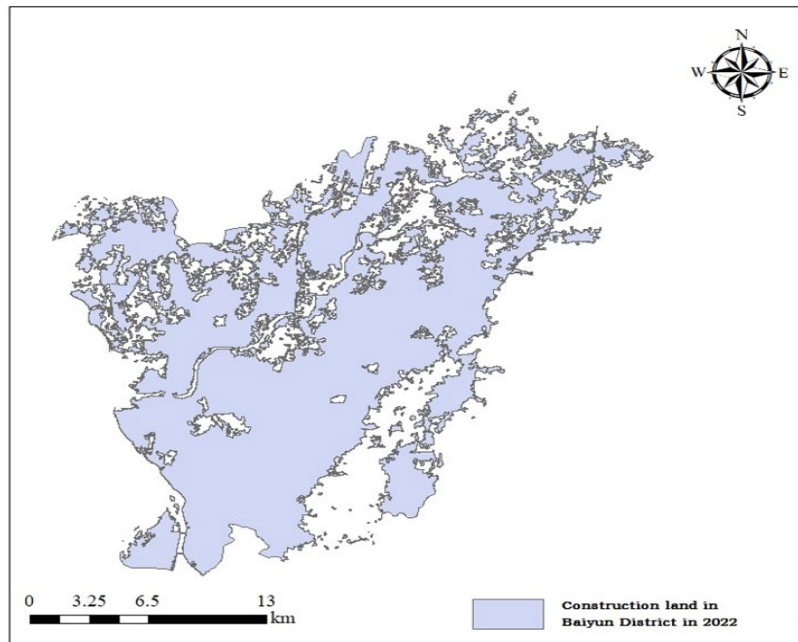 N
W E
S
0 3.25 6.5 13
km
Construction land in
Baiyun District in 2022